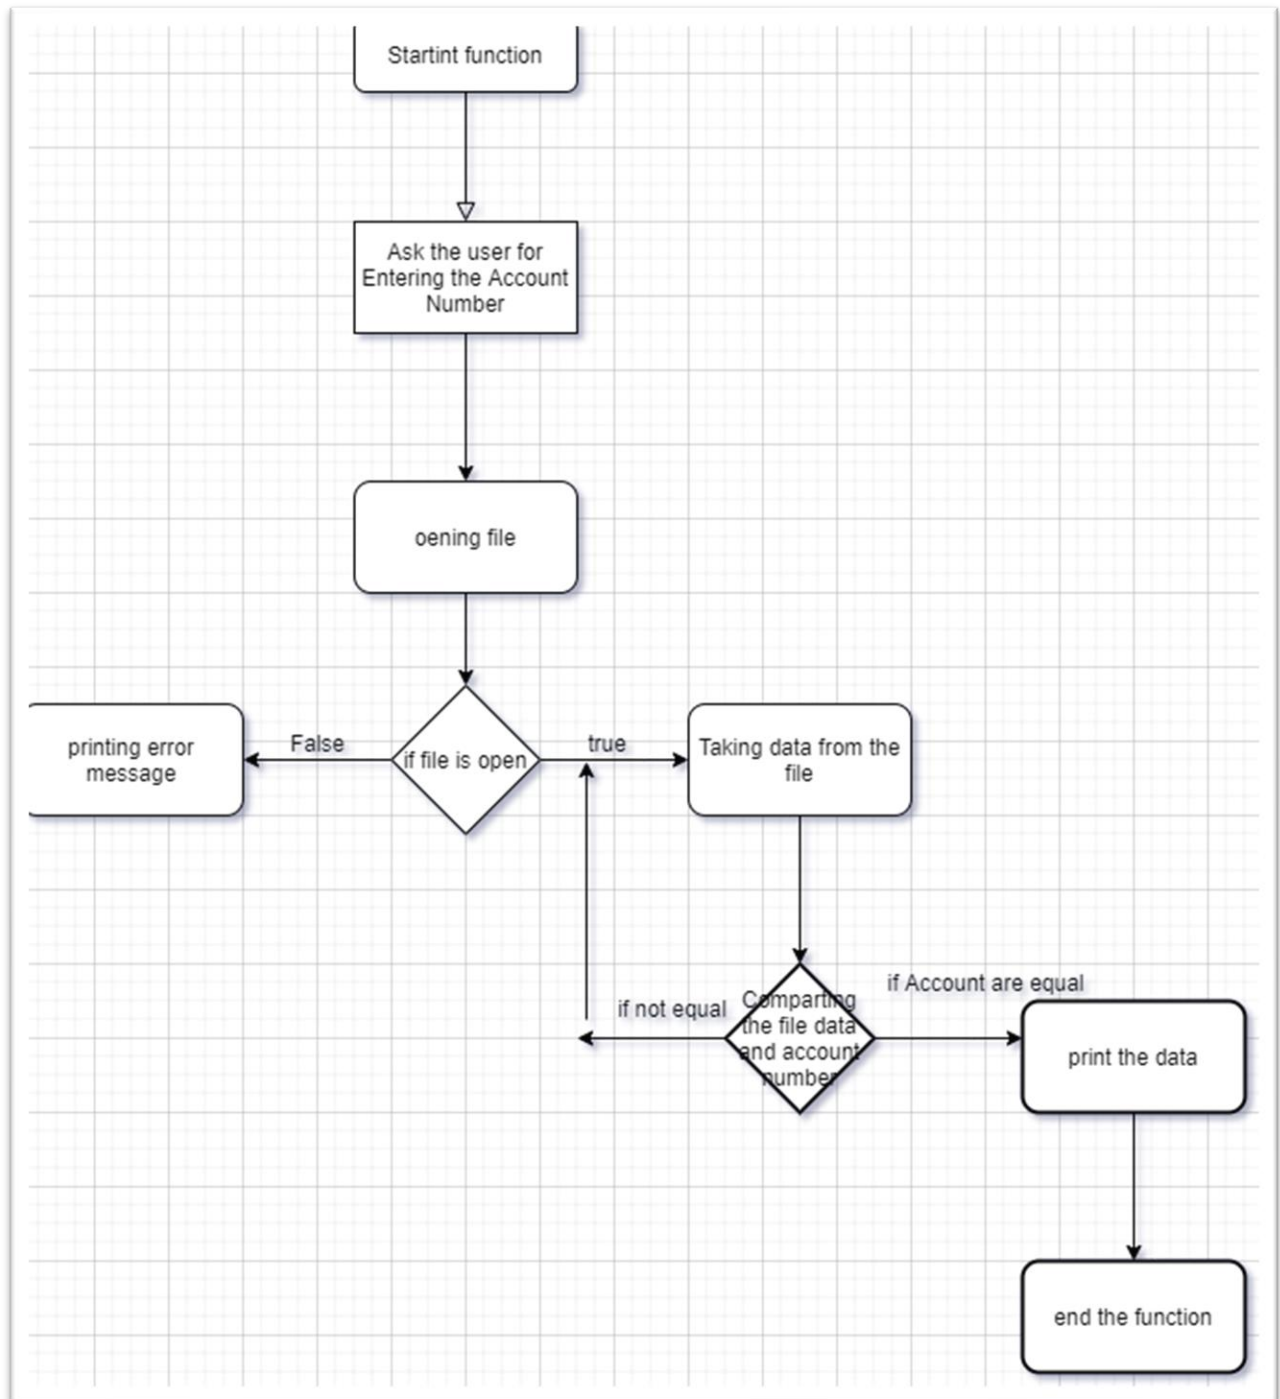 Startint function
Ask the user for
Entering the Account
Number
oening file
printing error
message
False
if file is open
true
Taking data from the
file
if not equal
Comparting
the file data
and account
number
if Account are equal
print the data
end the function